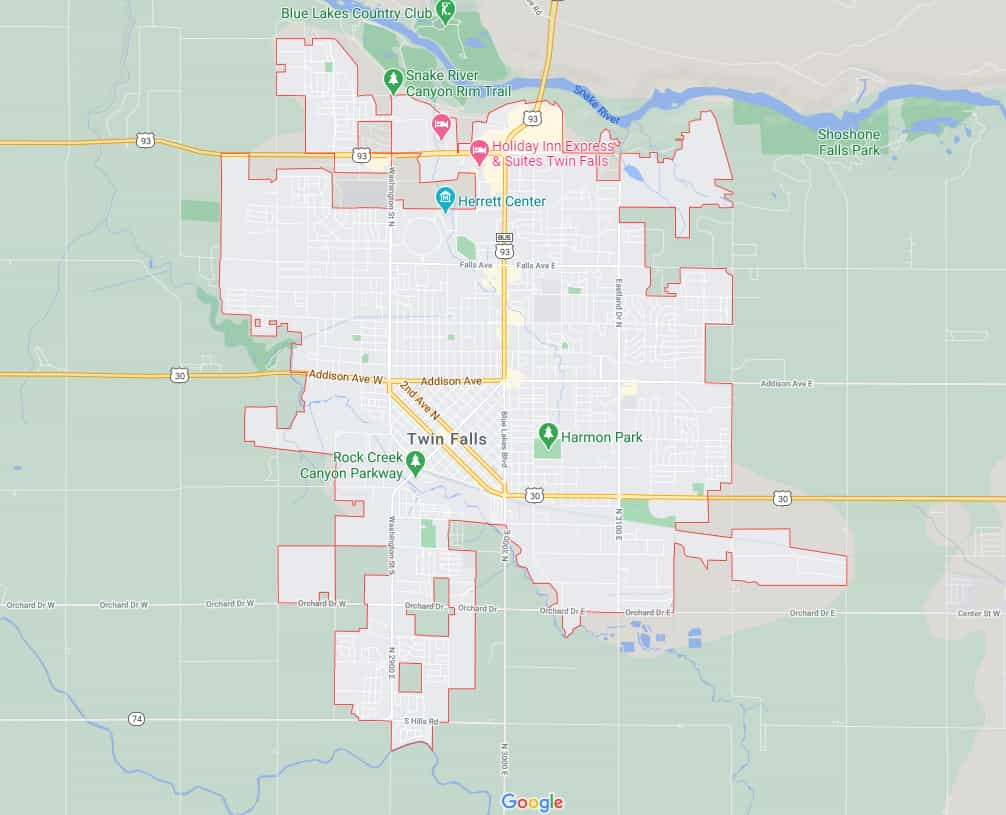 Rd
Blue Lakes Country Club
Snake River
Canyon Rim Trail
Snake River
93
93
93
Shoshone
Falls Park
Holiday Inn Express
& Suites Twin Falls
Washington St N
Herrett Center
BUS
93
Falls Ave
Falls Ave E
Eastland Dr N
30
Addison Ave W
Addison Ave
Addison Ave E
2nd Ave N
Blue Lakes Blvd
Twin Falls
Harmon Park
Rock Creek
Canyon Parkway
30
30
N 3100 E
Washington St S
3000 N
Orchard Dr W
Orchard Dr W
Orchard Dr W
Orchard Dr W
Orchard Dr
Orchard Dr
Orchard Dr E
Orchard Dr E
Orchard Dr E
Center St W
N 2900 E
74
S Hills Rd
N 3000 E
Google